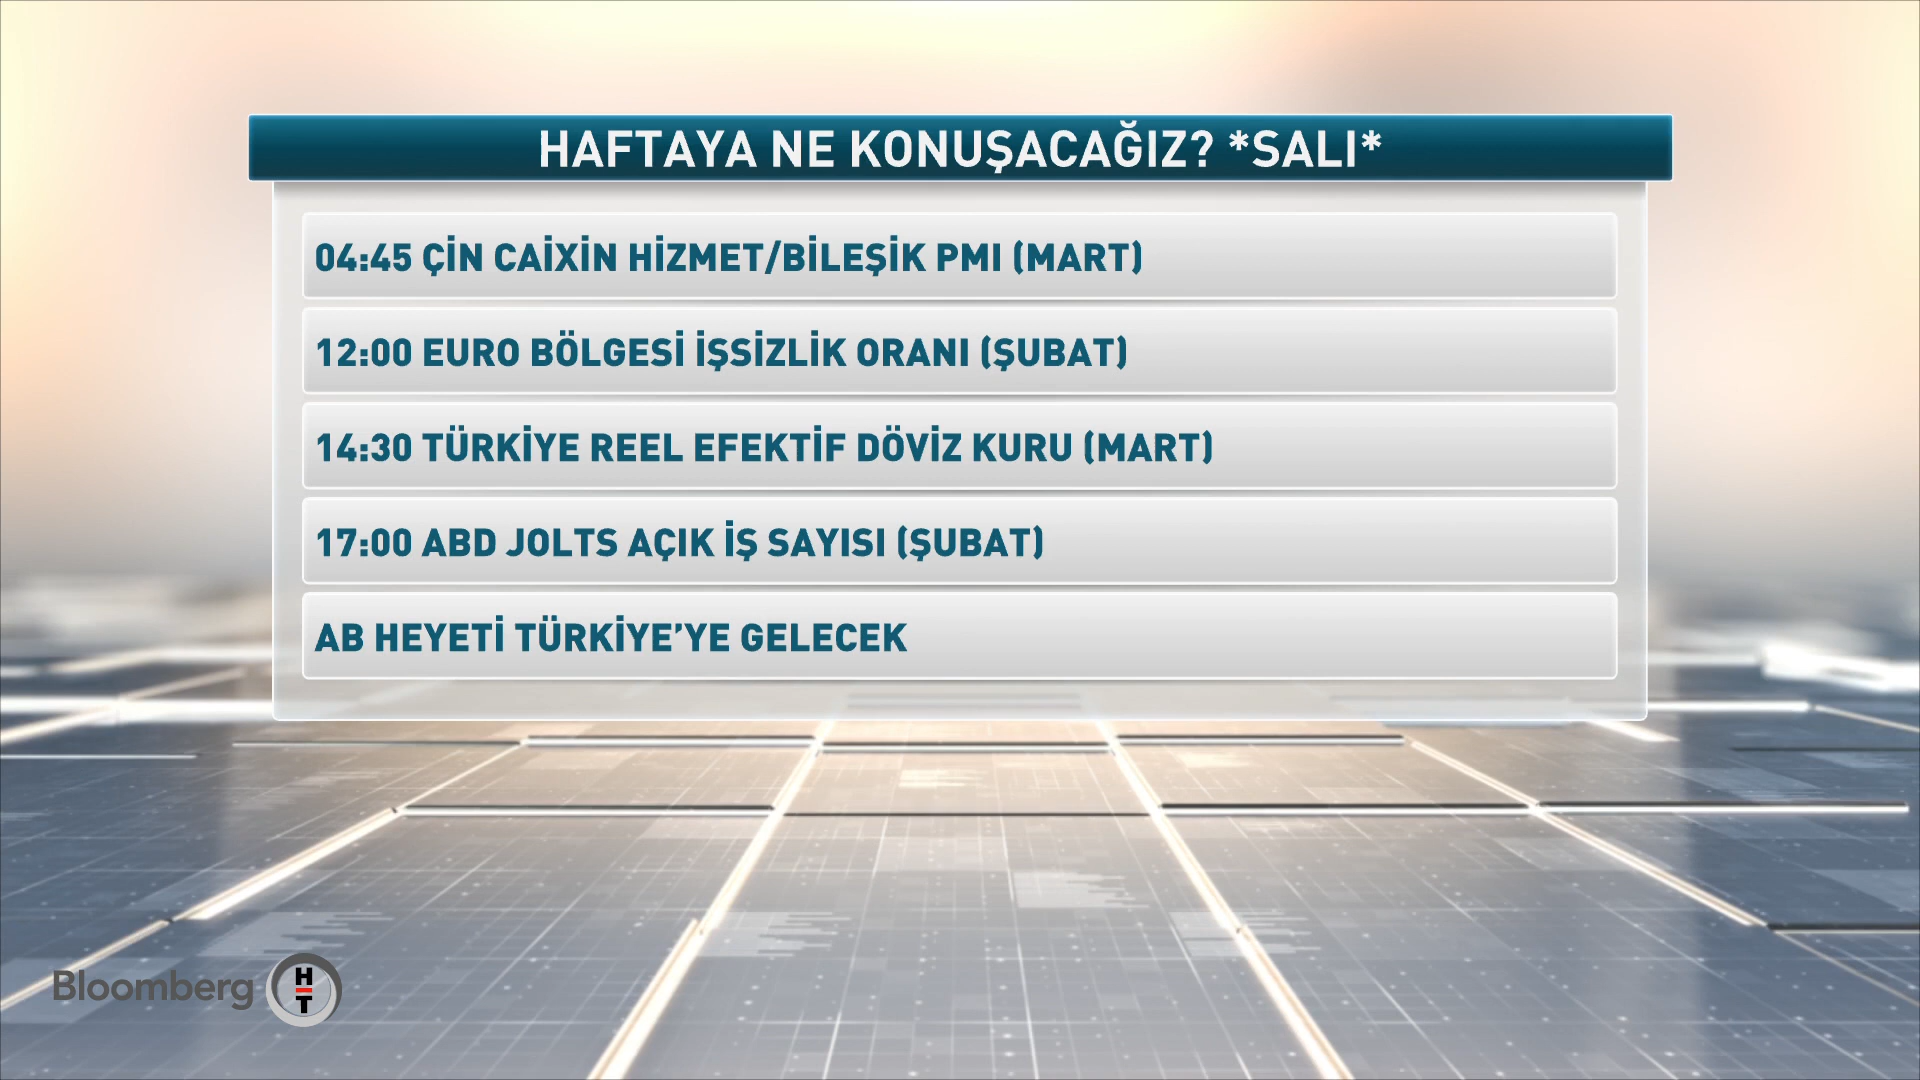 HAFTAYA NE KONUŞACAĞIZ? *SALI*
04:45 ÇİN CAİXİN HİZMET/BİLEŞİK PMI (MART)
12:00 EURO BÖLGESİ İŞSİZLİK ORANI (ŞUBAT)
14:30 TÜRKİYE REEL EFEKTİF DÖVİZ KURU (MART)
17:00 ABD JOLTS AÇIK İŞ SAYISI (ŞUBAT)
AB HEYETİ TÜRKİYE’YE GELECEK
Bloomberg HT